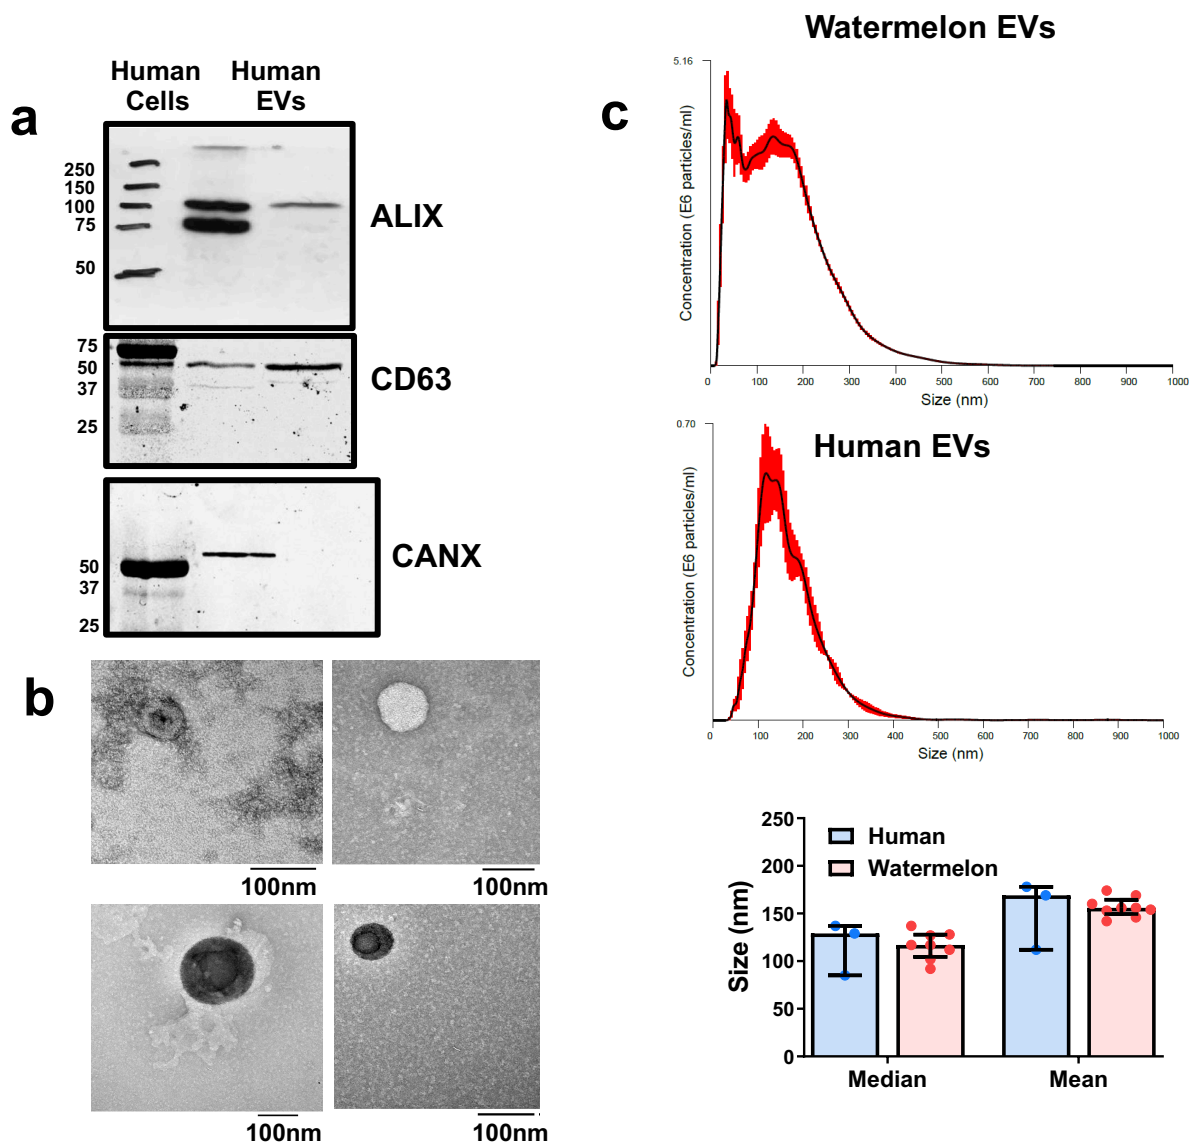 a
Human
Cells
Human
EVs
250
150
100
75
50
ALIX
75
50
37
25
CD63
50
37
25
CANX
b
100nm
100nm
100nm
100nm
c
Watermelon EVs
5.16
Concentration (E6 particles/ml)
0 100 200 300 400 500 600 700 800 900 1000
Size (nm)
Human EVs
0.70
Concentration (E6 particles/ml)
0 100 200 300 400 500 600 700 800 900 1000
Size (nm)
Human
Watermelon
Size (nm)
250
200
150
100
50
0
Median Mean